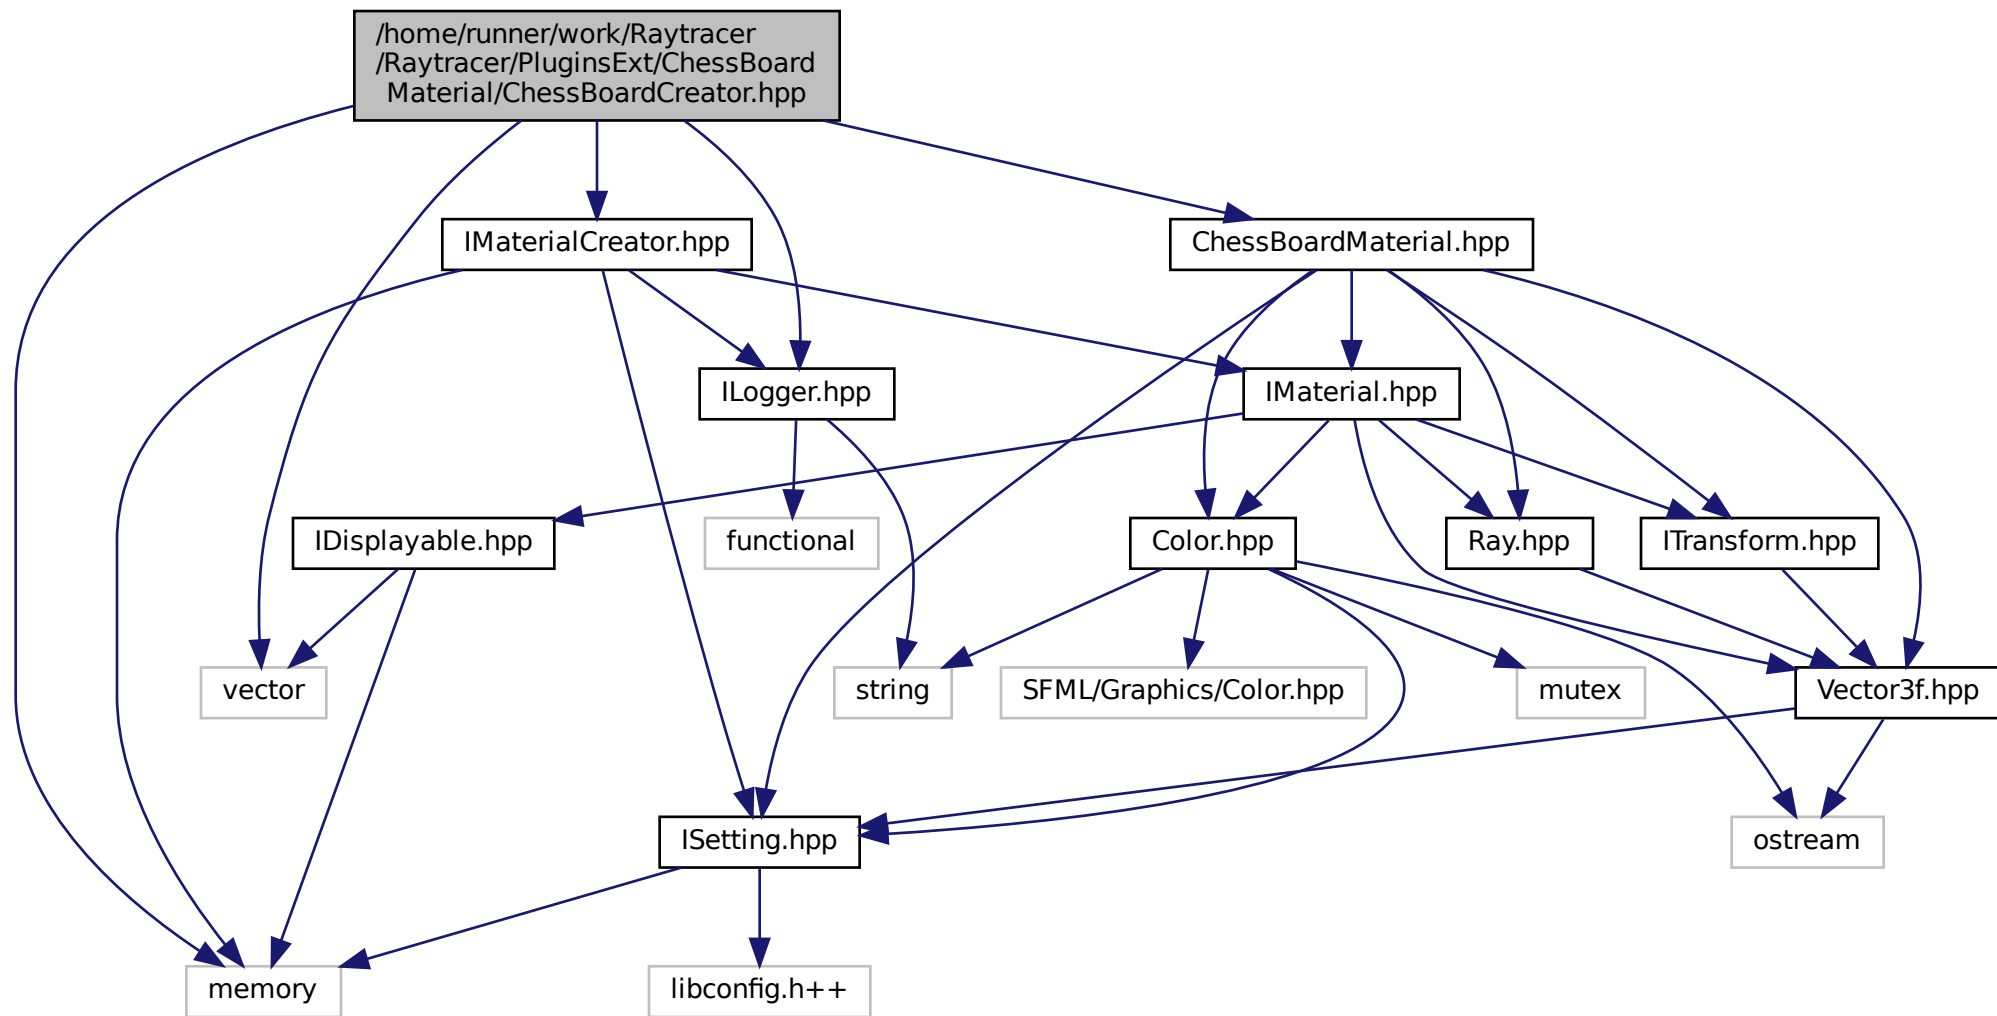 /home/runner/work/Raytracer
/Raytracer/PluginsExt/ChessBoard
Material/ChessBoardCreator.hpp
IMaterialCreator.hpp
ChessBoardMaterial.hpp
ILogger.hpp
IMaterial.hpp
IDisplayable.hpp
functional
Color.hpp
Ray.hpp
ITransform.hpp
vector
string
SFML/Graphics/Color.hpp
mutex
Vector3f.hpp
ISetting.hpp
ostream
memory
libconfig.h++